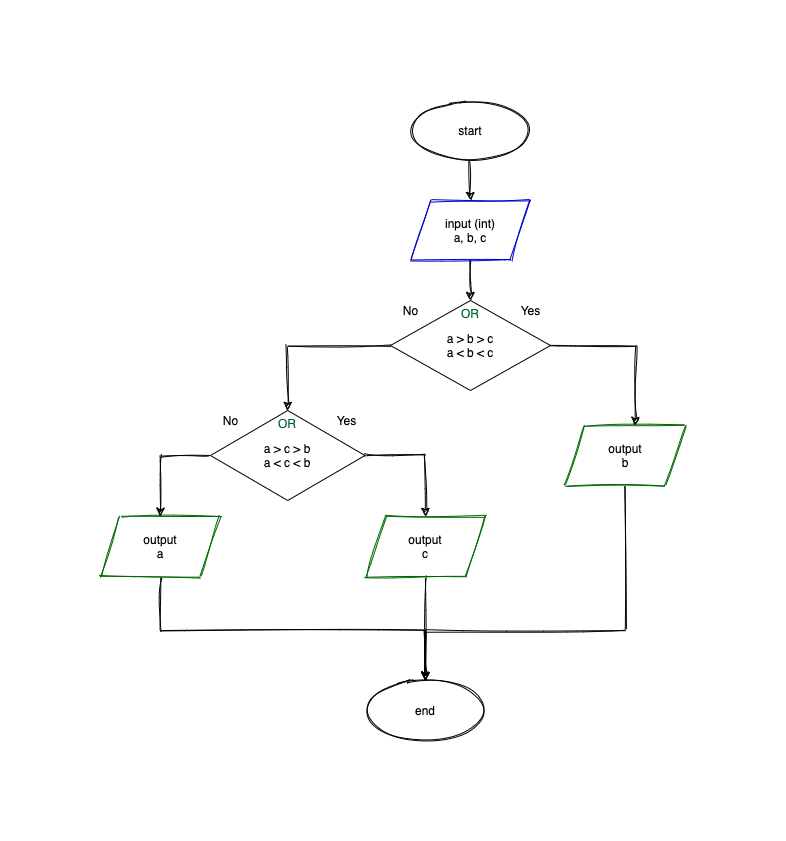 start
input (int)
a, b, c
No
OR
Yes
a > b > c
a < b < c
No
OR
Yes
a > c > b
a < c < b
output
b
output
a
output
c
end